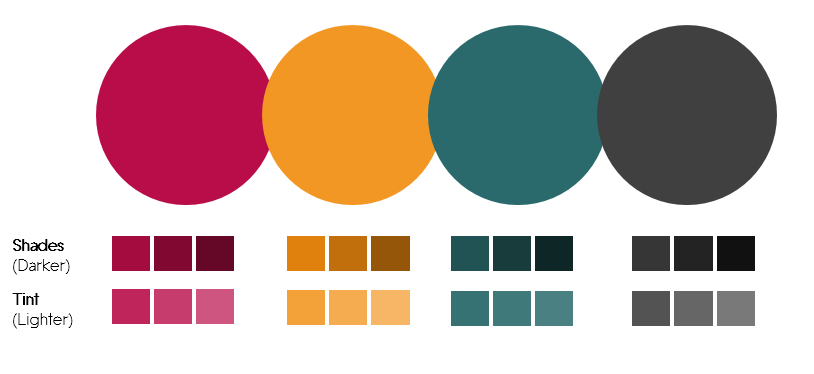 Shades
(Darker)
Tint
(Lighter)